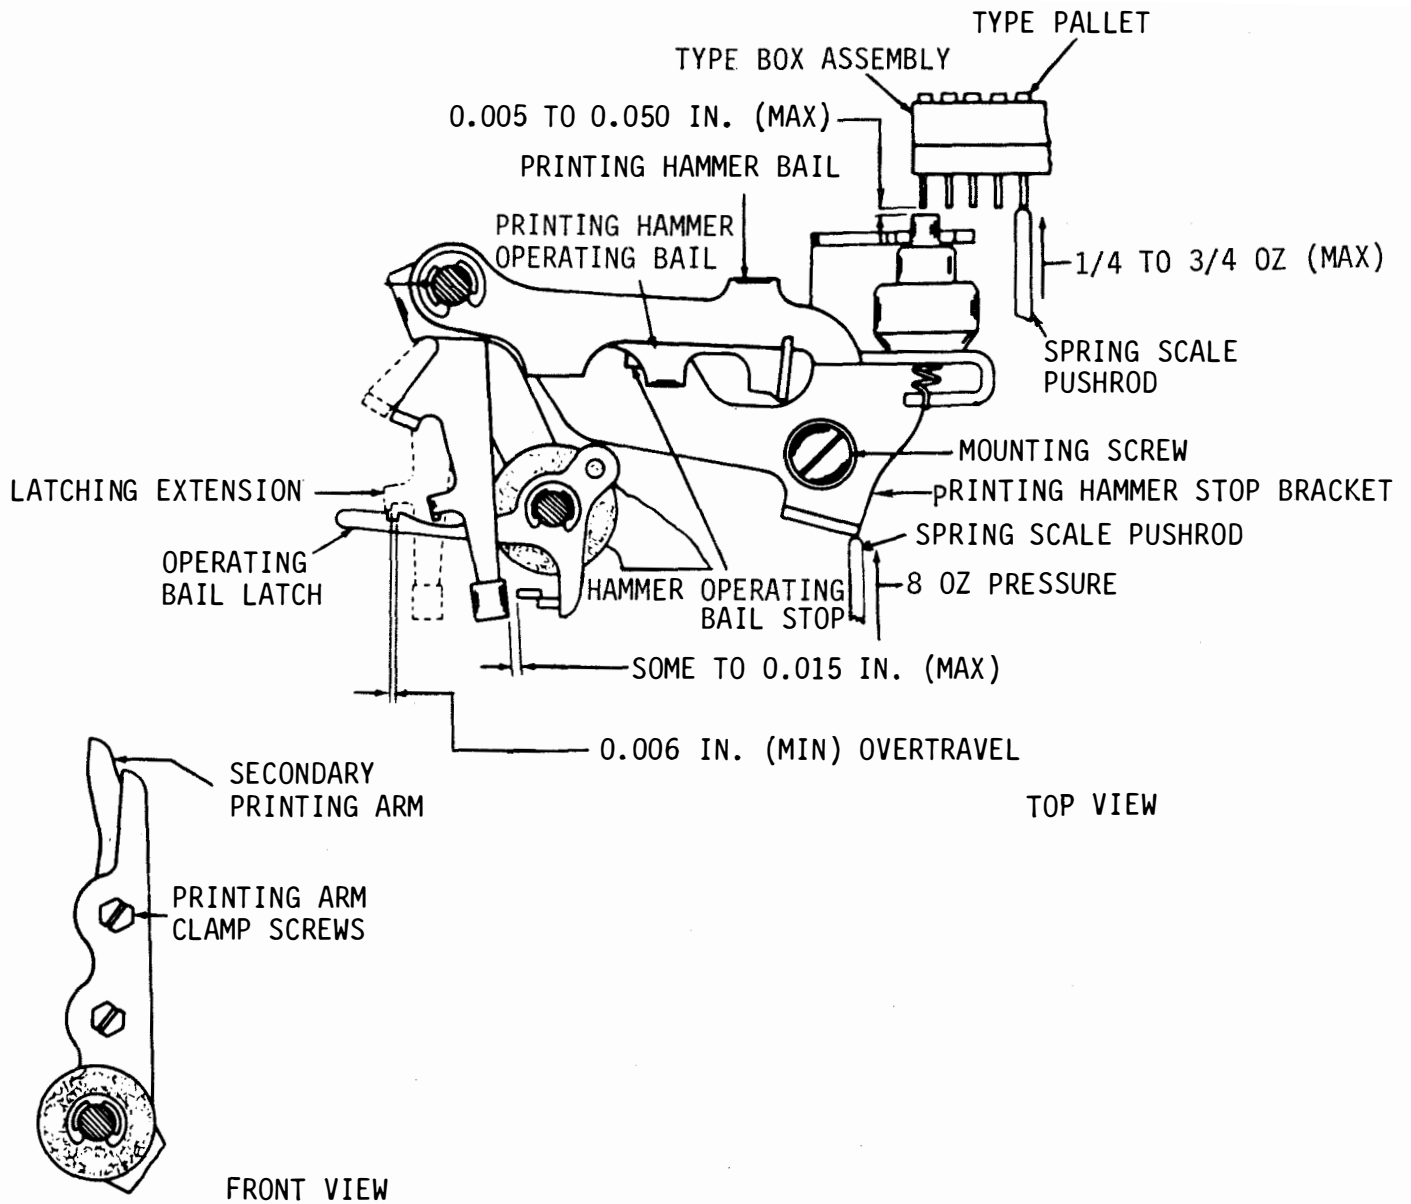 TYPE PALLET
TYPE BOX ASSEMBLY
0.005 TO 0.050 IN. (MAX)
PRINTING HAMMER BAIL
PRINTING HAMMER
OPERATING BAIL
1/4 TO 3/4 OZ (MAX)
SPRING SCALE
PUSHROD
MOUNTING SCREW
LATCHING EXTENSION
pRINTING HAMMER STOP BRACKET
SPRING SCALE PUSHROD
OPERATING
BAIL LATCH
HAMMER OPERATING
BAIL STOP
8 OZ PRESSURE
SOME TO 0.015 IN. (MAX)
0.006 IN. (MIN) OVERTRAVEL
SECONDARY
PRINTING ARM
TOP VIEW
PRINTING ARM
CLAMP SCREWS
FRONT VIEW